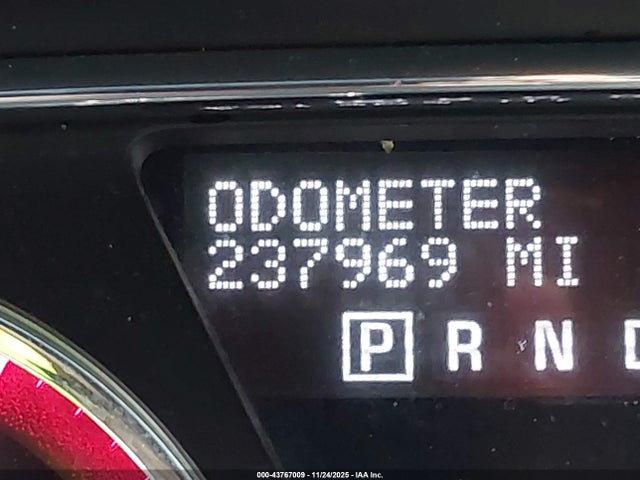 ODOMETER
237969 MI
P R N
000-43767009 - 11/24/2025 - IAA Inc.